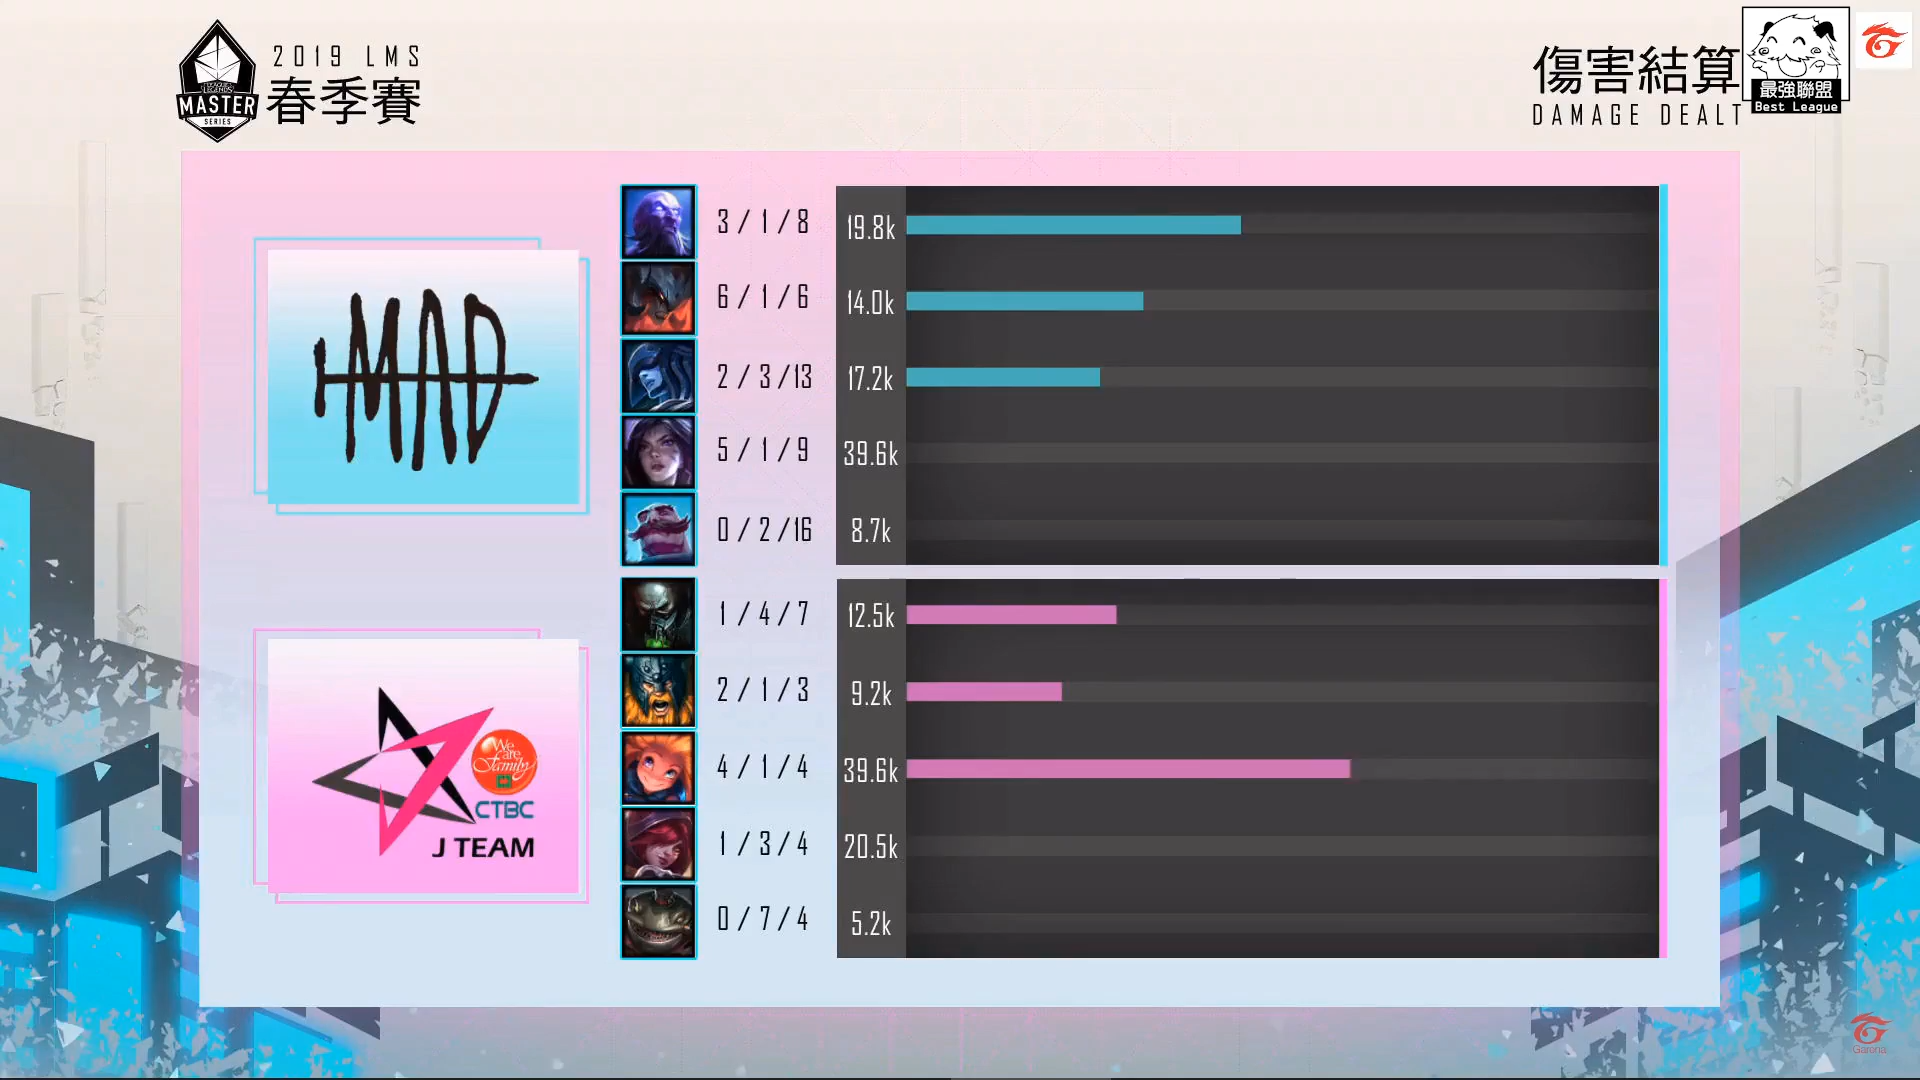 LEAGUE LEGENDS
MASTER
SERIES
2019 LMS
春季賽
傷害結算
DAMAGE DEALT
最強聯盟
Best League
MAD
3 / 1 / 8
19.8k
6 / 1 / 6
14.0k
2 / 3 / 13
17.2k
5 / 1 / 9
39.6k
0 / 2 / 16
8.7k
We are Family
CTBC
J TEAM
1 / 4 / 7
12.5k
2 / 1 / 3
9.2k
4 / 1 / 4
39.6k
1 / 3 / 4
20.5k
0 / 7 / 4
5.2k
Garena